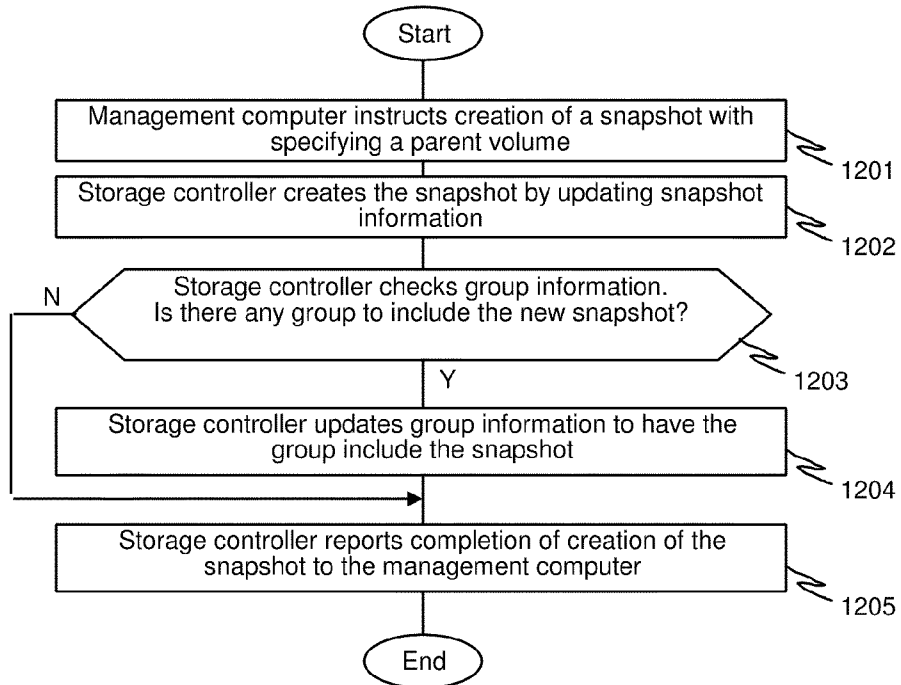 Start
Management computer instructs creation of a snapshot with
specifying a parent volume
1201
Storage controller creates the snapshot by updating snapshot
information
1202
N
Storage controller checks group information.
Is there any group to include the new snapshot?
1203
Y
Storage controller updates group information to have the
group include the snapshot
1204
Storage controller reports completion of creation of the
snapshot to the management computer
1205
End